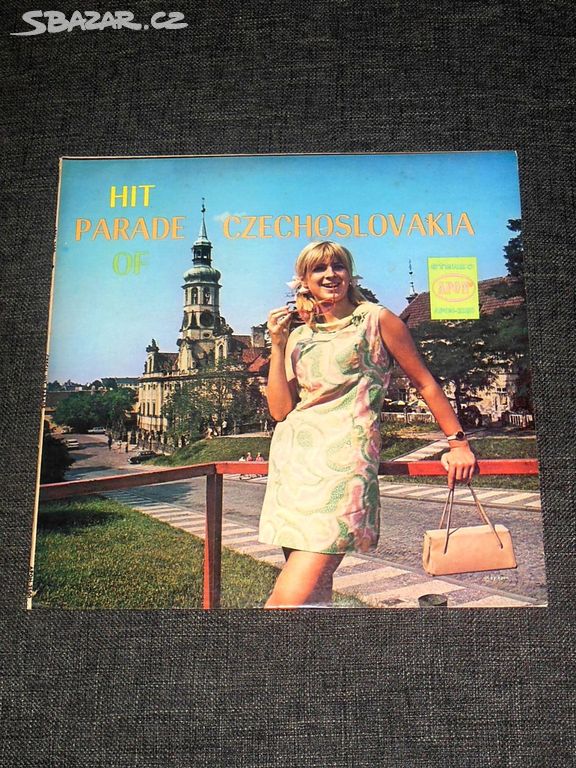 SBAZAR.CZ
HIT
PARADE CZECHOSLOVAKIA
OF
STEREO
APON